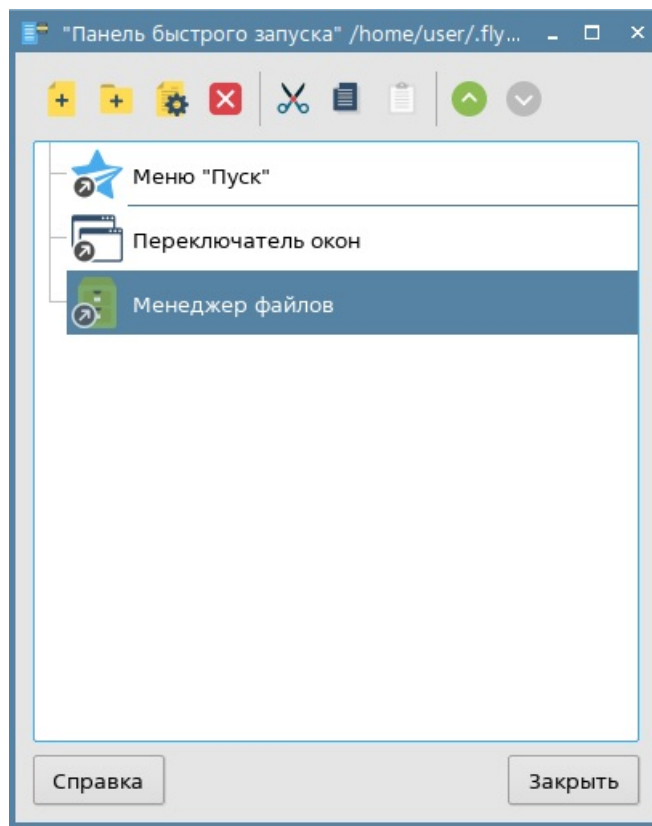 "Панель быстрого запуска" /home/user/.fly...
Меню "Пуск"
Переключатель окон
Менеджер файлов
Справка
Закрыть